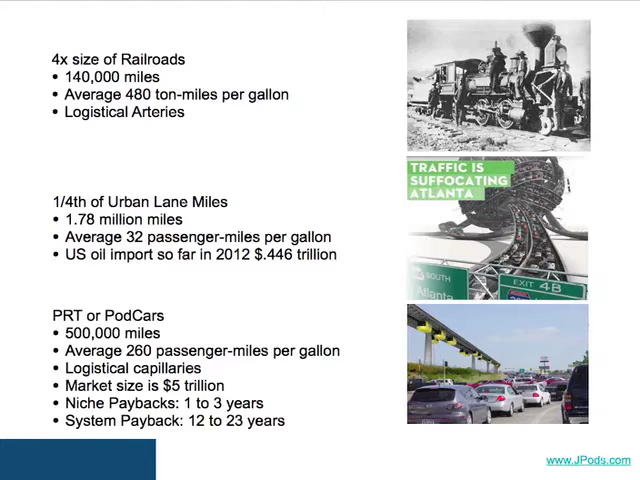 4x size of Railroads
• 140,000 miles
• Average 480 ton-miles per gallon
• Logistical Arteries
TRAFFIC IS
SUFFOCATING
ATLANTA
1/4th of Urban Lane Miles
• 1.78 million miles
• Average 32 passenger-miles per gallon
• US oil import so far in 2012 $.446 trillion
SOUTH
Atlanta
EXIT 4B
PRT or PodCars
• 500,000 miles
• Average 260 passenger-miles per gallon
• Logistical capillaries
• Market size is $5 trillion
• Niche Paybacks: 1 to 3 years
• System Payback: 12 to 23 years
www.JPods.com